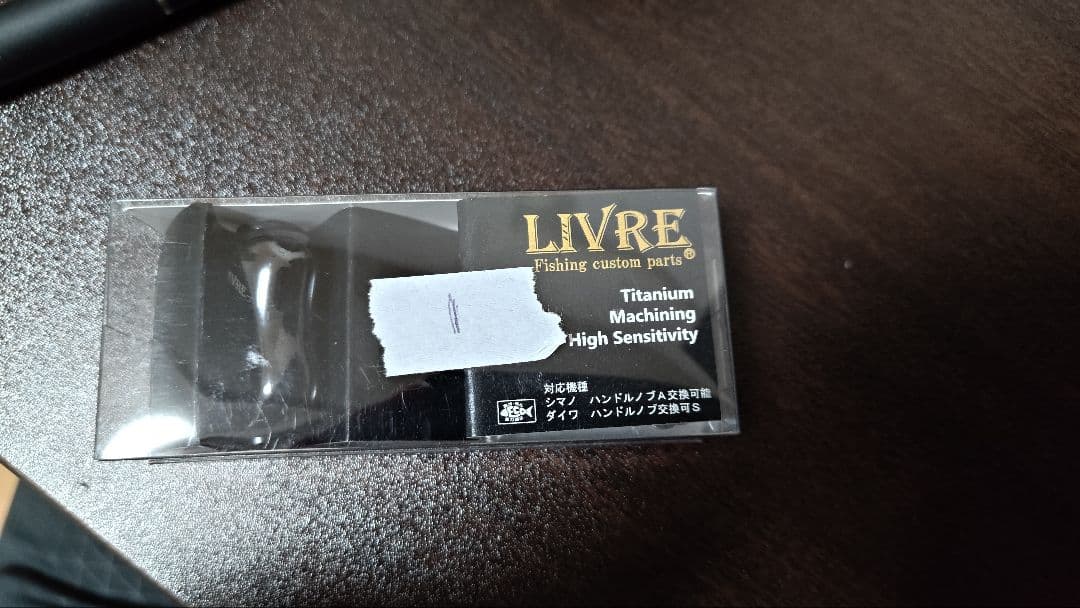 LIVRE
Fishing custom parts®
Titanium
Machining
High Sensitivity
対応機種
シマノ ハンドルノブA交換可能
ダイワ ハンドルノブ交換可S